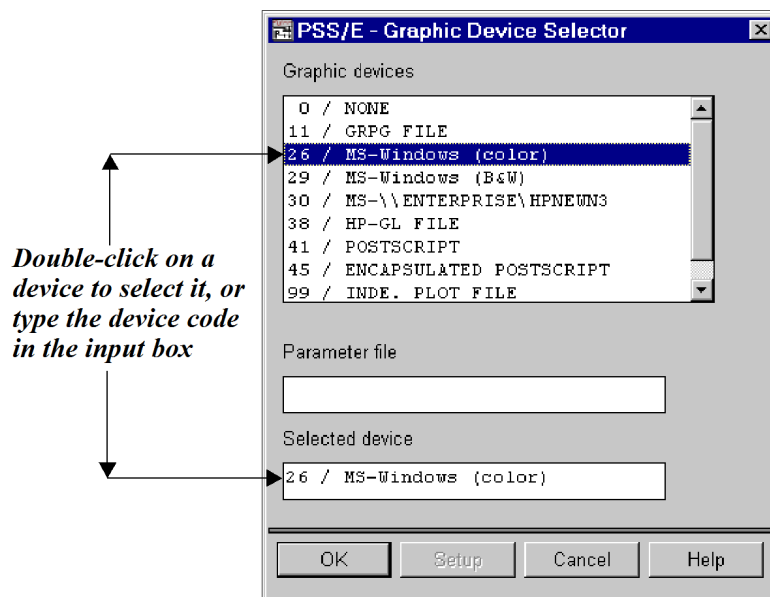 PSS/E - Graphic Device Selector
Graphic devices
0 / NONE
11 / GRPG FILE
26 / MS-Windows (color)
29 / MS-Windows (B&W)
30 / MS-\\ENTERPRISE\HPNEWN3
38 / HP-GL FILE
41 / POSTSCRIPT
45 / ENCAPSULATED POSTSCRIPT
99 / INDE. PLOT FILE
Double-click on a
device to select it, or
type the device code
in the input box
Parameter file
Selected device
26 / MS-Windows (color)
OK Setup Cancel Help